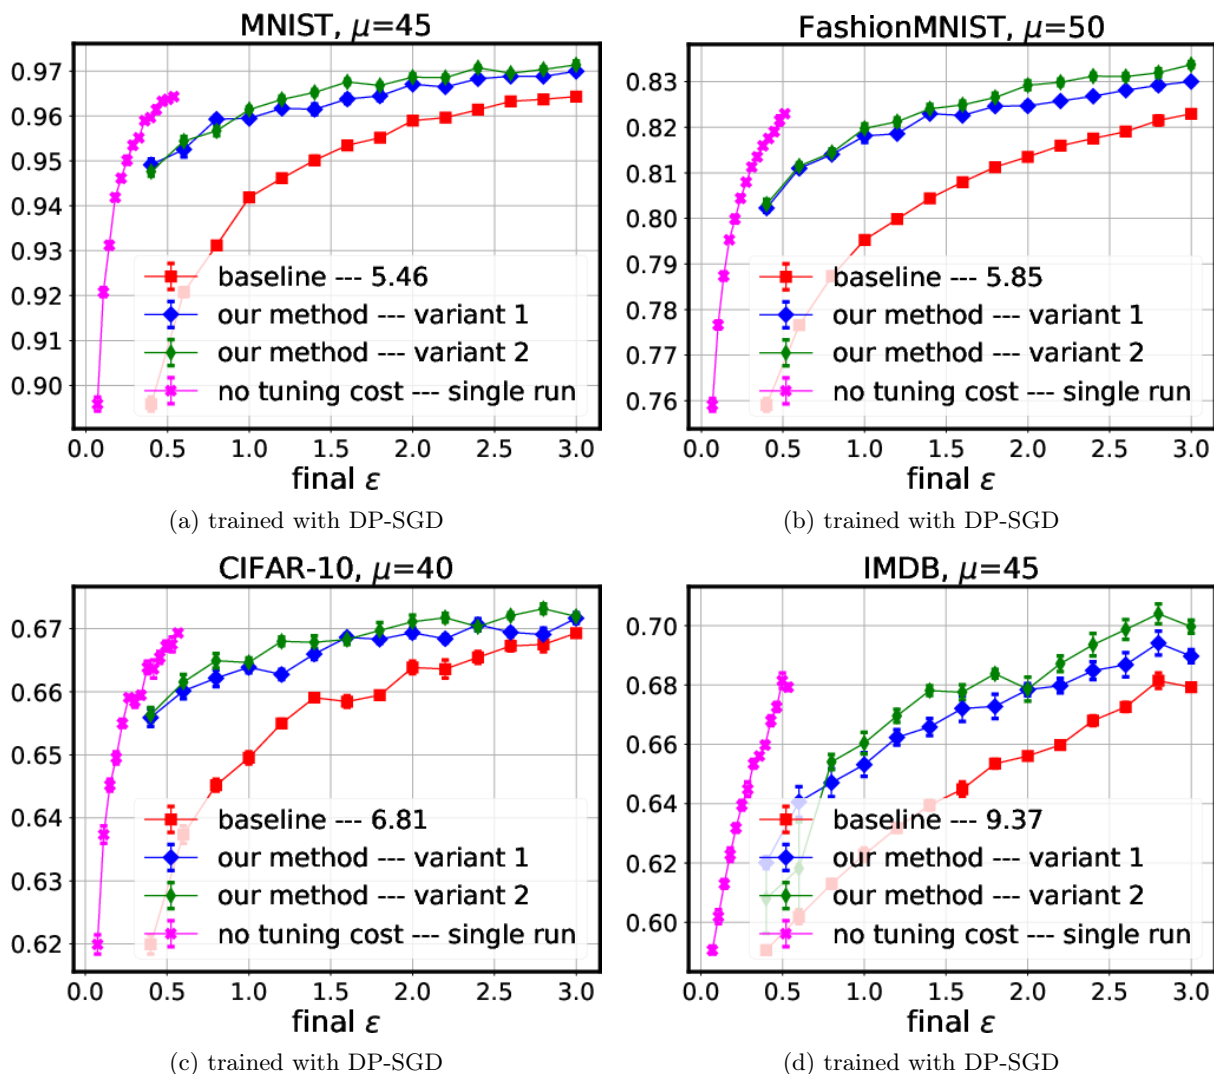 MNIST, μ=45
0.97
0.96
0.95
0.94
0.93
0.92
0.91
0.90
baseline --- 5.46
our method --- variant 1
our method --- variant 2
no tuning cost --- single run
0.0 0.5 1.0 1.5 2.0 2.5 3.0
final ε
(a) trained with DP-SGD
FashionMNIST, μ=50
0.83
0.82
0.81
0.80
0.79
0.78
0.77
0.76
baseline --- 5.85
our method --- variant 1
our method --- variant 2
no tuning cost --- single run
0.0 0.5 1.0 1.5 2.0 2.5 3.0
final ε
(b) trained with DP-SGD
CIFAR-10, μ=40
0.67
0.66
0.65
0.64
0.63
0.62
baseline --- 6.81
our method --- variant 1
our method --- variant 2
no tuning cost --- single run
0.0 0.5 1.0 1.5 2.0 2.5 3.0
final ε
(c) trained with DP-SGD
IMDB, μ=45
0.70
0.68
0.66
0.64
0.62
0.60
baseline --- 9.37
our method --- variant 1
our method --- variant 2
no tuning cost --- single run
0.0 0.5 1.0 1.5 2.0 2.5 3.0
final ε
(d) trained with DP-SGD